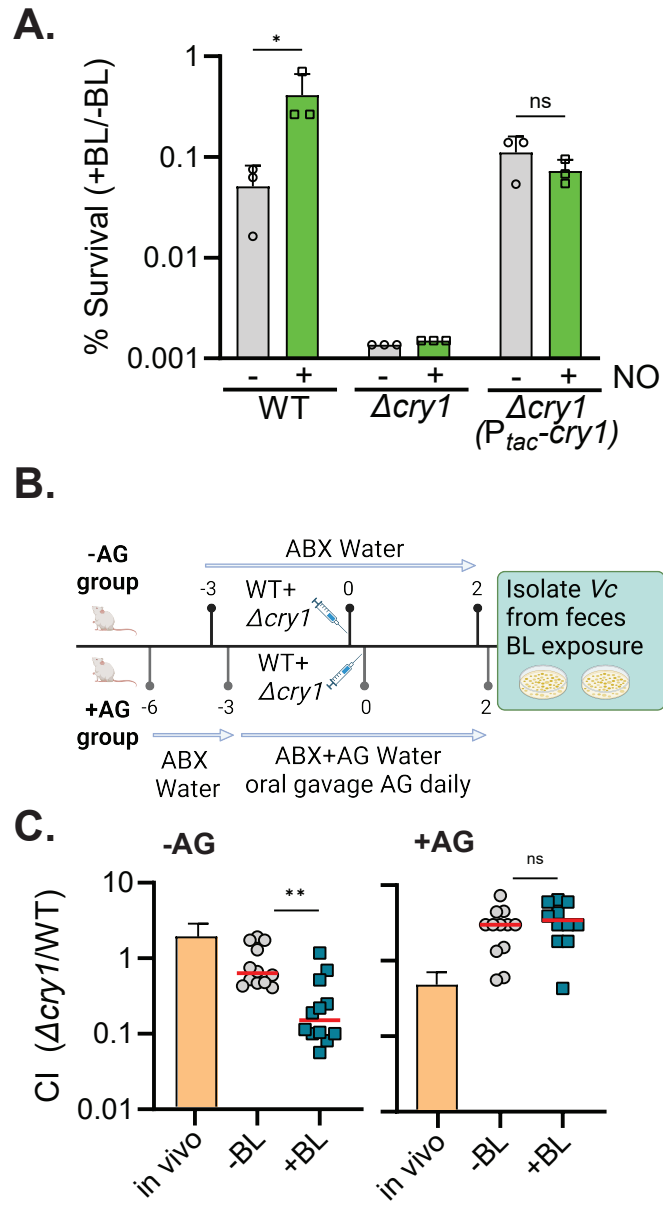 A.
% Survival (+BL/-BL)
1
0.1
0.01
0.001
*
ns
- + - + - + NO
WT Δcry1 Δcry1
(Ptac-cry1)
B.
-AG
group
ABX Water
-3 WT+ 0 2
Δcry1
WT+
Δcry1
-6 -3 0 2
+AG
group
ABX
Water
ABX+AG Water
oral gavage AG daily
Isolate Vc
from feces
BL exposure
C.
-AG
+AG
CI (Δcry1/WT)
10
1
0.1
0.01
**
ns
in vivo -BL +BL
in vivo -BL +BL